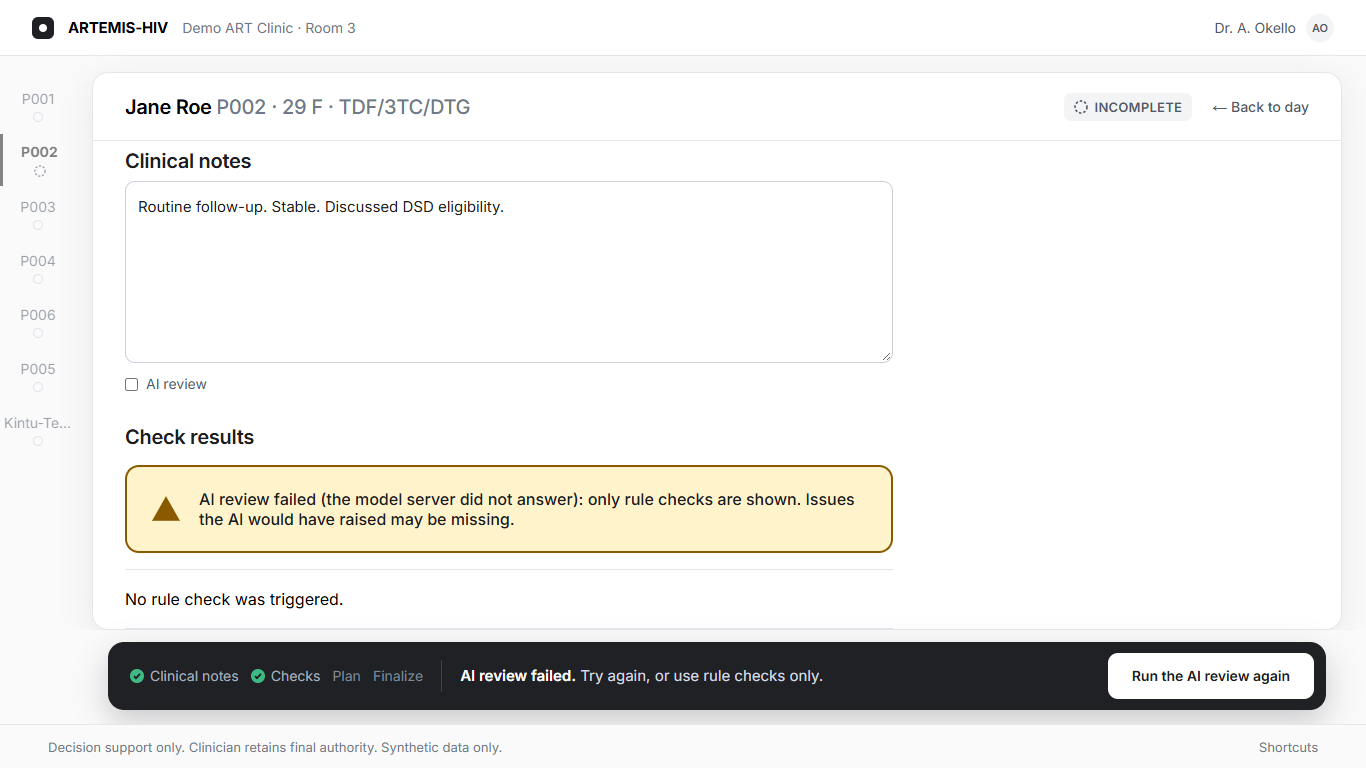 ARTEMIS-HIV Demo ART Clinic · Room 3
Dr. A. Okello AO
P001
P002
P003
P004
P006
P005
Kintu-Te...
Jane Roe P002 · 29 F · TDF/3TC/DTG
INCOMPLETE
← Back to day
Clinical notes
Routine follow-up. Stable. Discussed DSD eligibility.
AI review
Check results
AI review failed (the model server did not answer): only rule checks are shown. Issues
the AI would have raised may be missing.
No rule check was triggered.
Clinical notes Checks Plan Finalize
AI review failed. Try again, or use rule checks only.
Run the AI review again
Decision support only. Clinician retains final authority. Synthetic data only.
Shortcuts